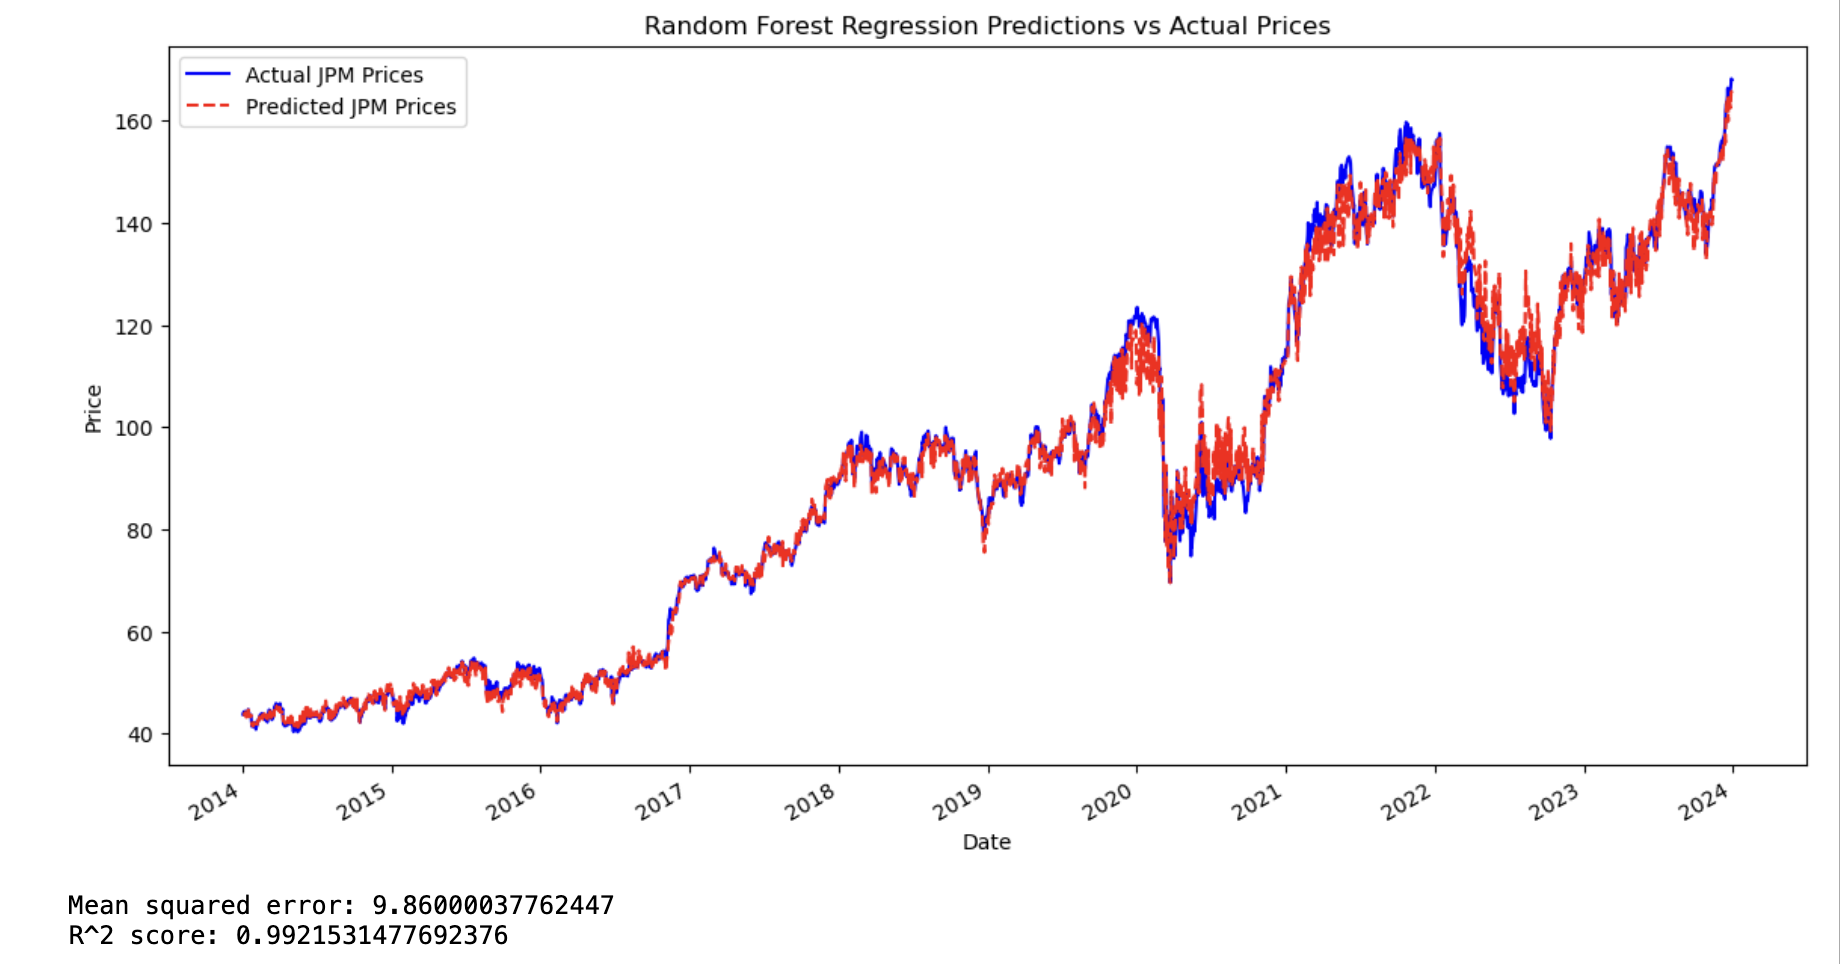 Random Forest Regression Predictions vs Actual Prices
Actual JPM Prices
Predicted JPM Prices
160
140
120
100
80
60
40
Price
2014 2015 2016 2017 2018 2019 2020 2021 2022 2023 2024
Date
Mean squared error: 9.86000037762447
R^2 score: 0.9921531477692376